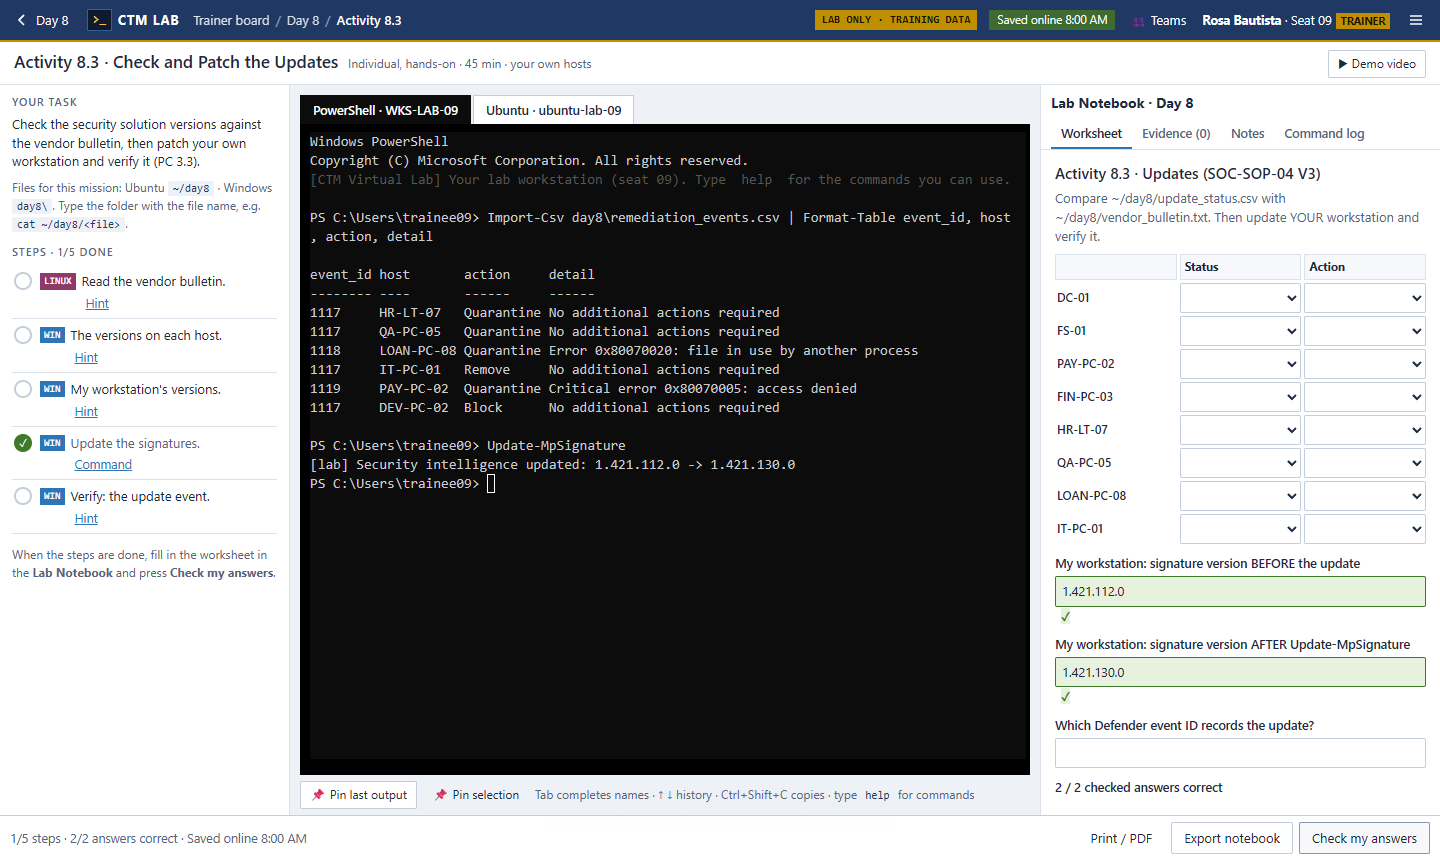 Day 8
>_ CTM LAB
Trainer board / Day 8 / Activity 8.3
LAB ONLY · TRAINING DATA
Saved online 8:00 AM
Teams
Rosa Bautista · Seat 09 TRAINER
Activity 8.3 · Check and Patch the Updates
Individual, hands-on · 45 min · your own hosts
▶ Demo video
YOUR TASK
Check the security solution versions against
the vendor bulletin, then patch your own
workstation and verify it (PC 3.3).
Files for this mission: Ubuntu ~/day8 · Windows
day8\ . Type the folder with the file name, e.g.
cat ~/day8/<file> .
STEPS · 1/5 DONE
LINUX Read the vendor bulletin.
Hint
WIN The versions on each host.
Hint
WIN My workstation's versions.
Hint
✓ WIN Update the signatures.
Command
WIN Verify: the update event.
Hint
When the steps are done, fill in the worksheet in
the Lab Notebook and press Check my answers.
PowerShell · WKS-LAB-09
Ubuntu · ubuntu-lab-09
Windows PowerShell
Copyright (C) Microsoft Corporation. All rights reserved.
[CTM Virtual Lab] Your lab workstation (seat 09). Type  help  for the commands you can use.
PS C:\Users\trainee09> Import-Csv day8\remediation_events.csv | Format-Table event_id, host
, action, detail
event_id host       action     detail
-------- ----       ------     ------
1117     HR-LT-07   Quarantine No additional actions required
1117     QA-PC-05   Quarantine No additional actions required
1118     LOAN-PC-08 Quarantine Error 0x80070020: file in use by another process
1117     IT-PC-01   Remove     No additional actions required
1119     PAY-PC-02  Quarantine Critical error 0x80070005: access denied
1117     DEV-PC-02  Block      No additional actions required
PS C:\Users\trainee09> Update-MpSignature
[lab] Security intelligence updated: 1.421.112.0 -> 1.421.130.0
PS C:\Users\trainee09>
Pin last output
Pin selection
Tab completes names · ↑↓ history · Ctrl+Shift+C copies · type help for commands
Lab Notebook · Day 8
Worksheet
Evidence (0)
Notes
Command log
Activity 8.3 · Updates (SOC-SOP-04 V3)
Compare ~/day8/update_status.csv with
~/day8/vendor_bulletin.txt. Then update YOUR workstation and
verify it.
Status Action
DC-01
FS-01
PAY-PC-02
FIN-PC-03
HR-LT-07
QA-PC-05
LOAN-PC-08
IT-PC-01
My workstation: signature version BEFORE the update
1.421.112.0
✓
My workstation: signature version AFTER Update-MpSignature
1.421.130.0
✓
Which Defender event ID records the update?
2 / 2 checked answers correct
1/5 steps · 2/2 answers correct · Saved online 8:00 AM
Print / PDF
Export notebook
Check my answers